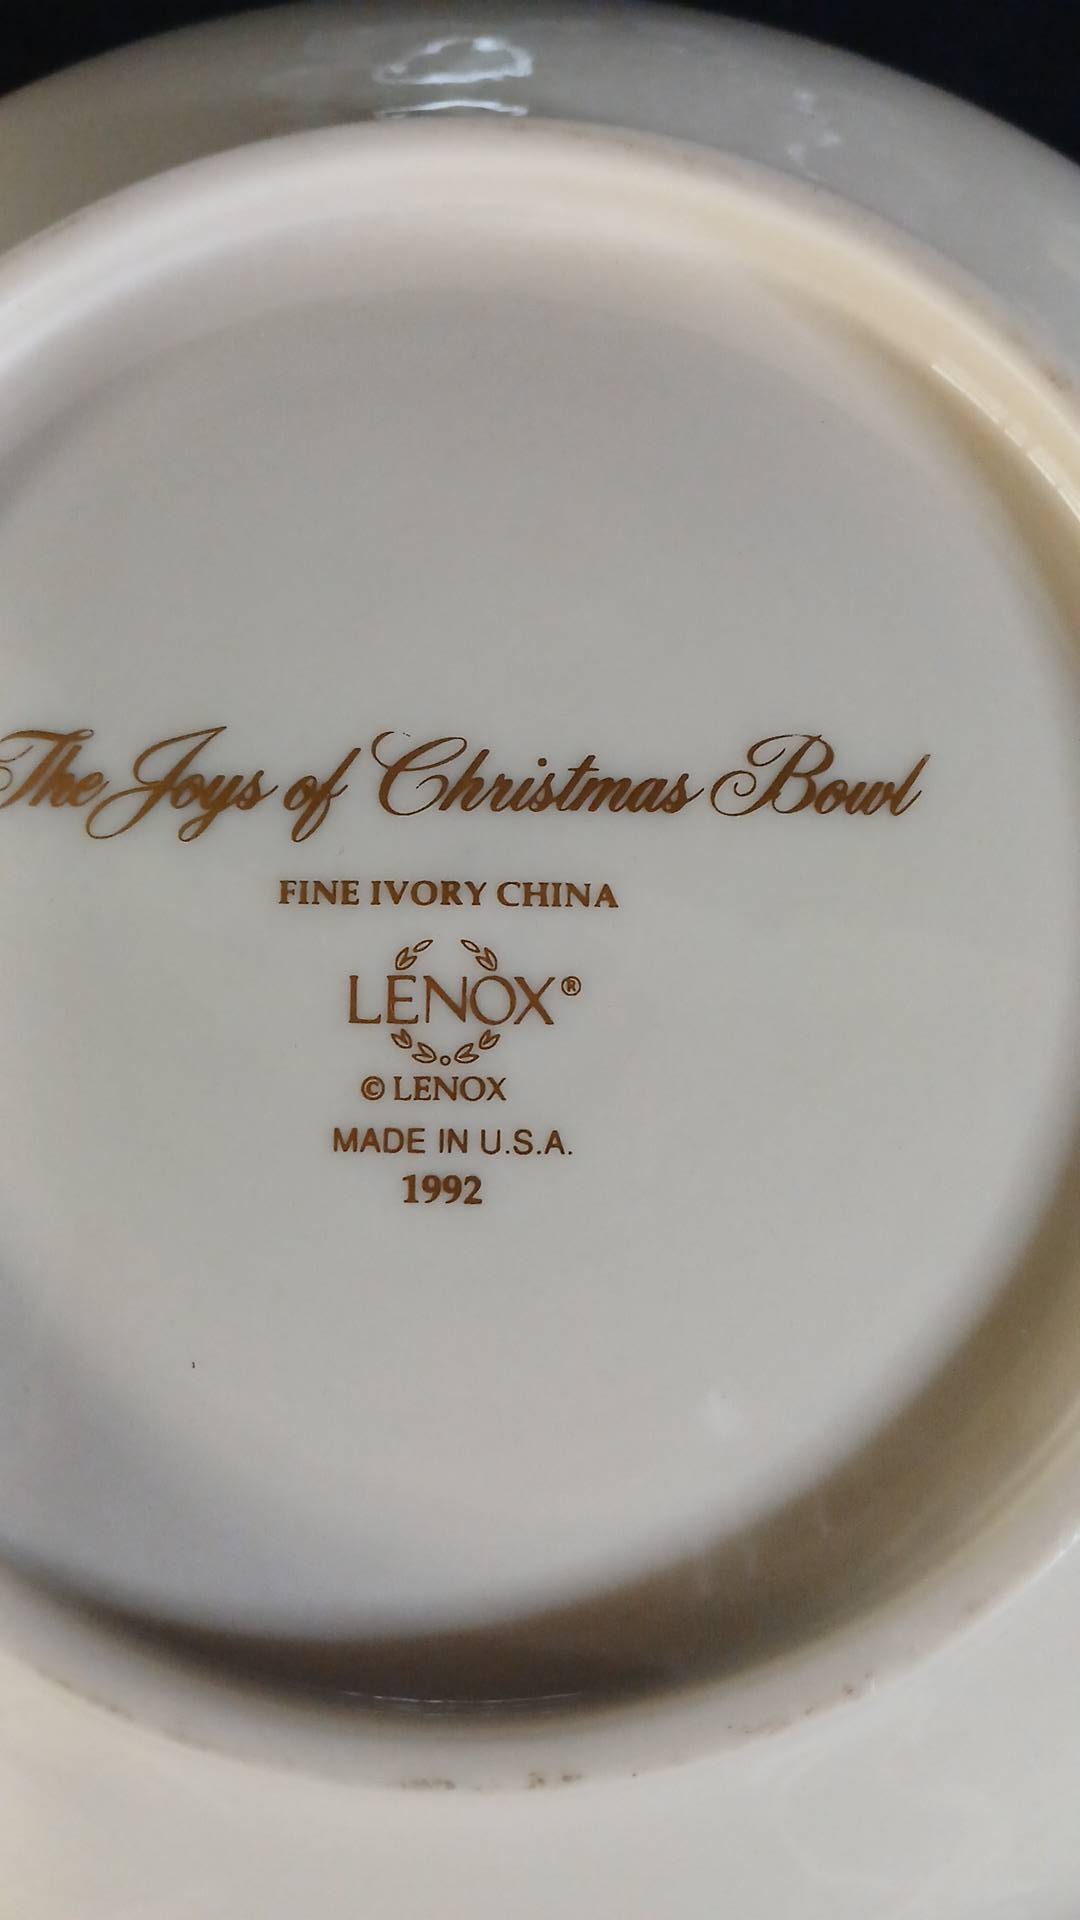 The Joys of Christmas Bowl
FINE IVORY CHINA
LENOX®
© LENOX
MADE IN U.S.A.
1992